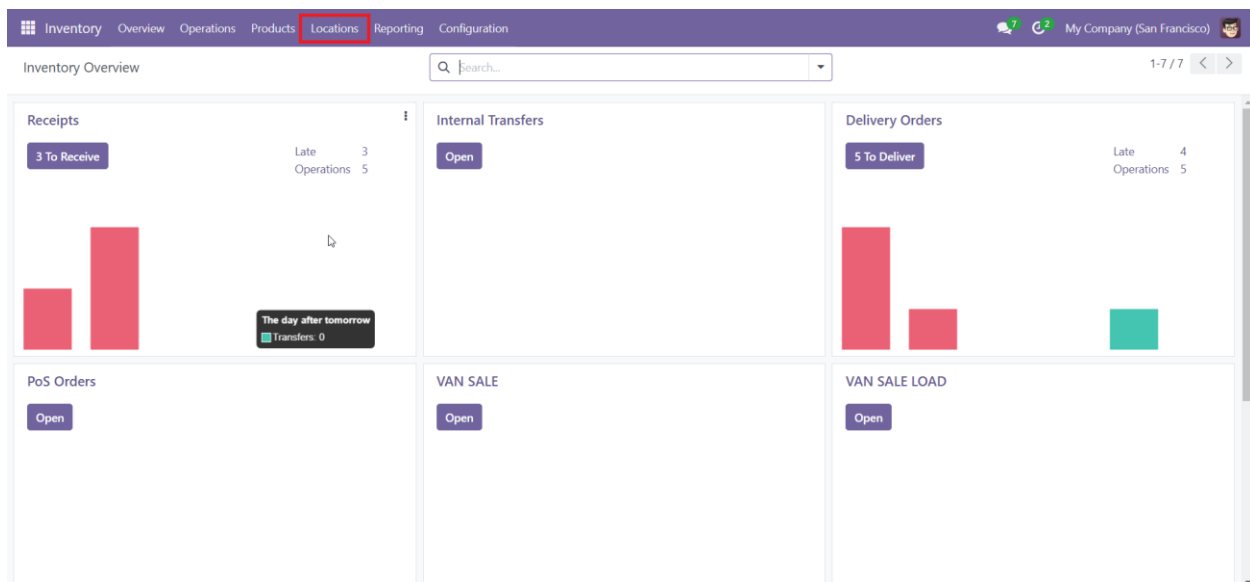 Inventory Overview Operations Products Locations Reporting Configuration 7 2 My Company (San Francisco)
Inventory Overview
Search...
1-7 / 7
Receipts
3 To Receive
Late 3
Operations 5
The day after tomorrow
Transfers: 0
Internal Transfers
Open
Delivery Orders
5 To Deliver
Late 4
Operations 5
PoS Orders
Open
VAN SALE
Open
VAN SALE LOAD
Open